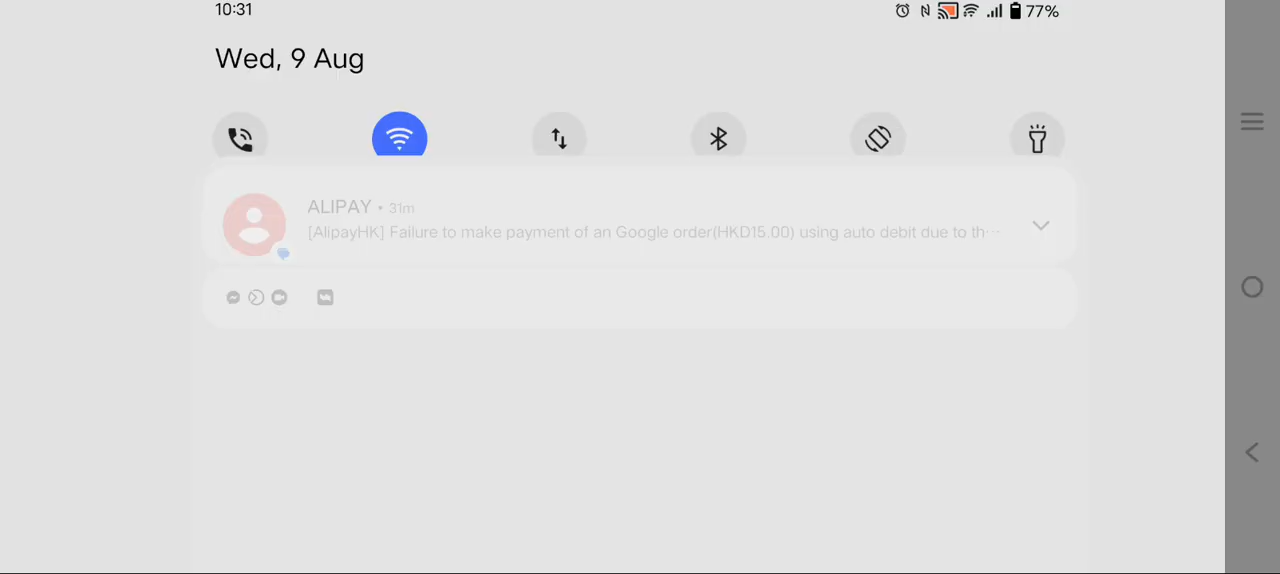 10:31
77%
Wed, 9 Aug
ALIPAY • 31m
[AlipayHK] Failure to make payment of an Google order(HKD15.00) using auto debit due to th···